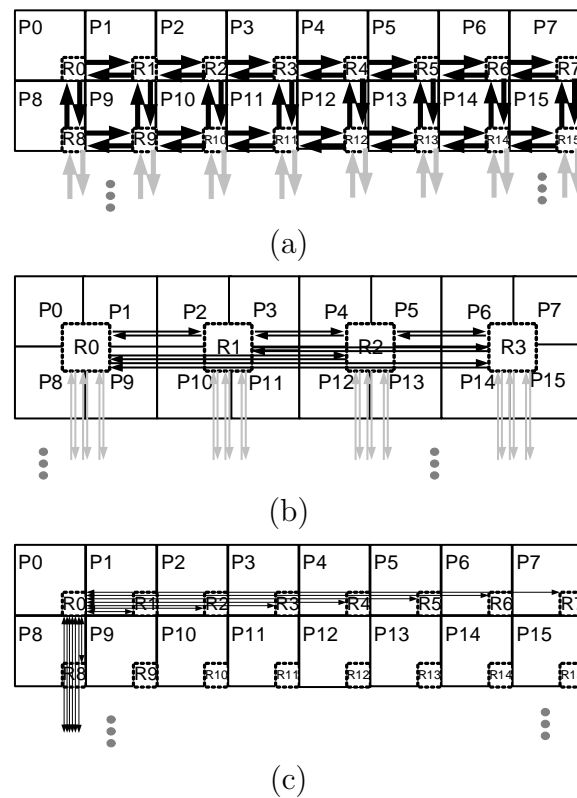 P0 P1 P2 P3 P4 P5 P6 P7
R0 R1 R2 R3 R4 R5 R6 R7
P8 P9 P10 P11 P12 P13 P14 P15
R8 R9 R10 R11 R12 R13 R14 R15
(a)
P0 P1 P2 P3 P4 P5 P6 P7
R0 R1 R2 R3
P8 P9 P10 P11 P12 P13 P14 P15
(b)
P0 P1 P2 P3 P4 P5 P6 P7
R0 R1 R2 R3 R4 R5 R6 R7
P8 P9 P10 P11 P12 P13 P14 P15
R8 R9 R10 R11 R12 R13 R14
(c)